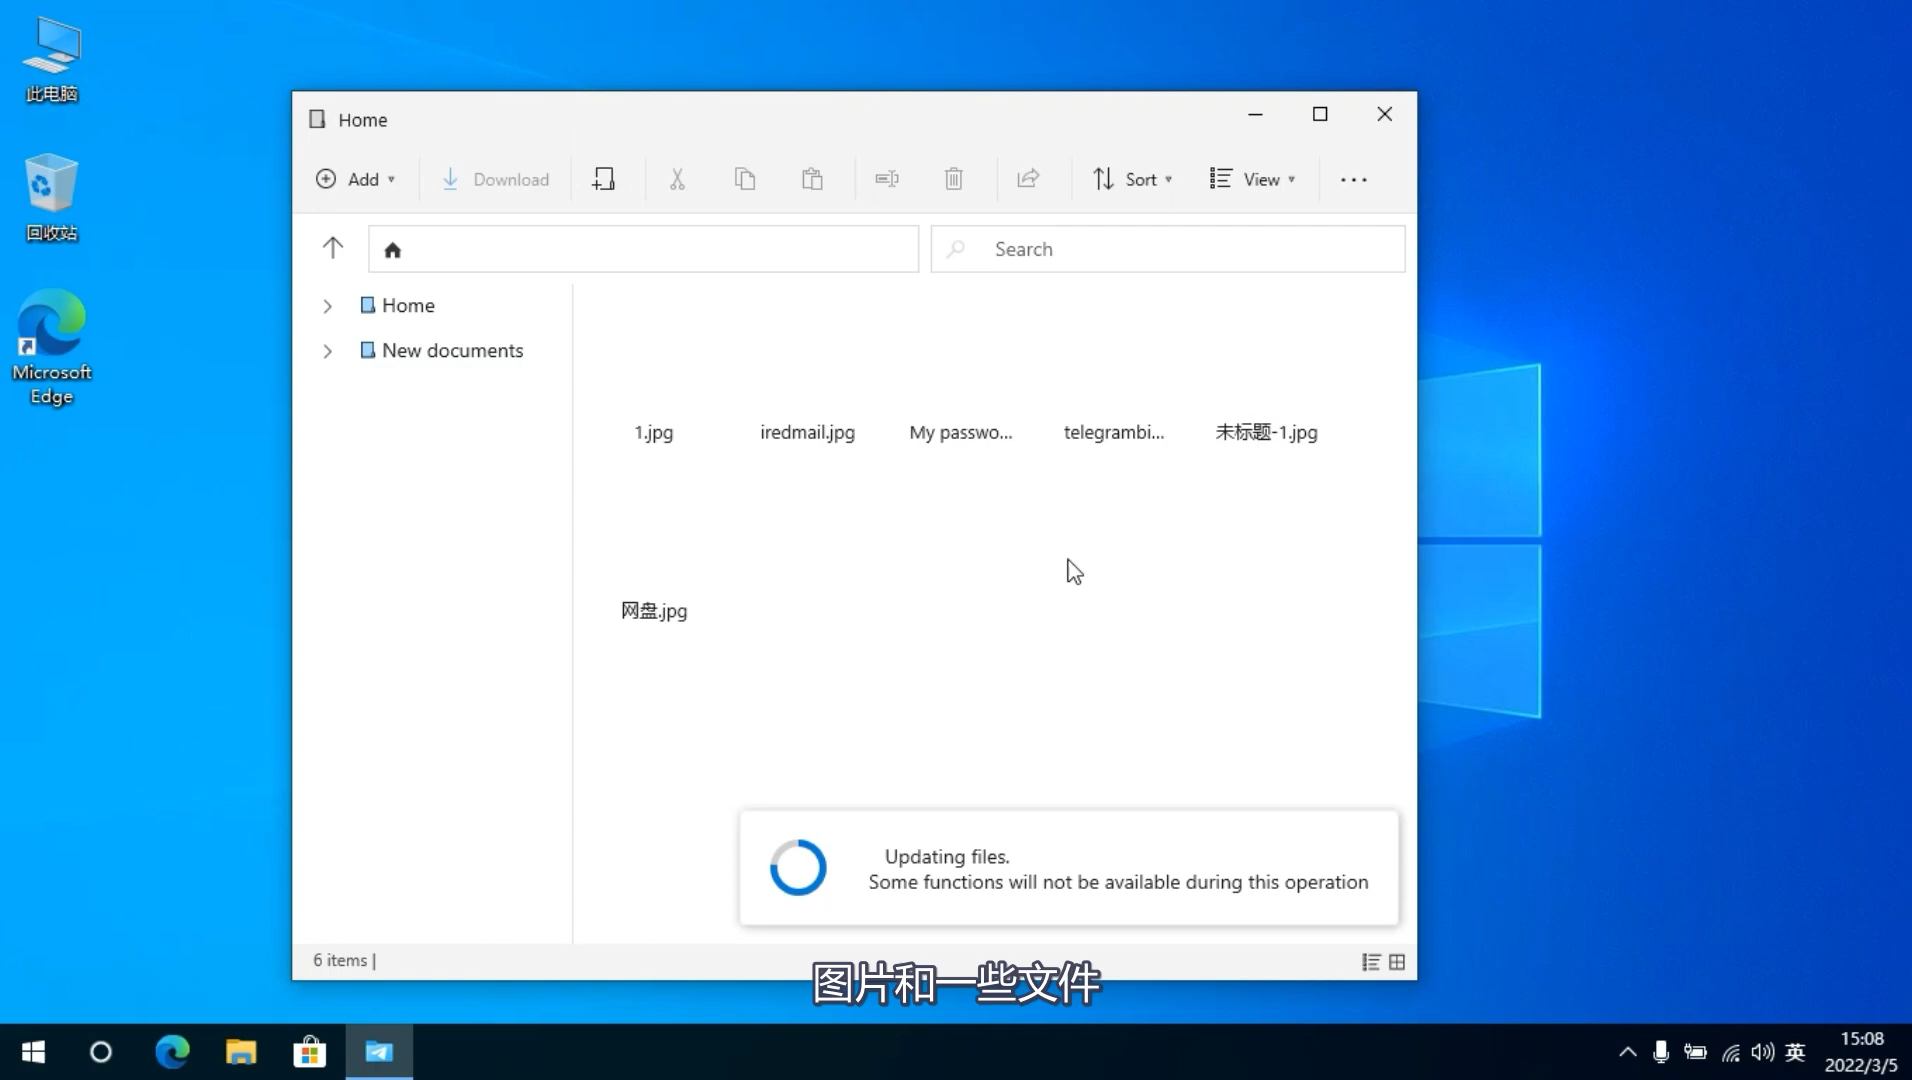 此电脑
回收站
Microsoft
Edge
Home
Add
Download
Sort
View
Search
Home
New documents
1.jpg
iredmail.jpg
My passwo...
telegrambi...
未标题-1.jpg
网盘.jpg
Updating files.
Some functions will not be available during this operation
6 items |
图片和一些文件
英
15:08
2022/3/5